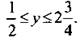 1/2 ≤ y ≤ 2 3/4.